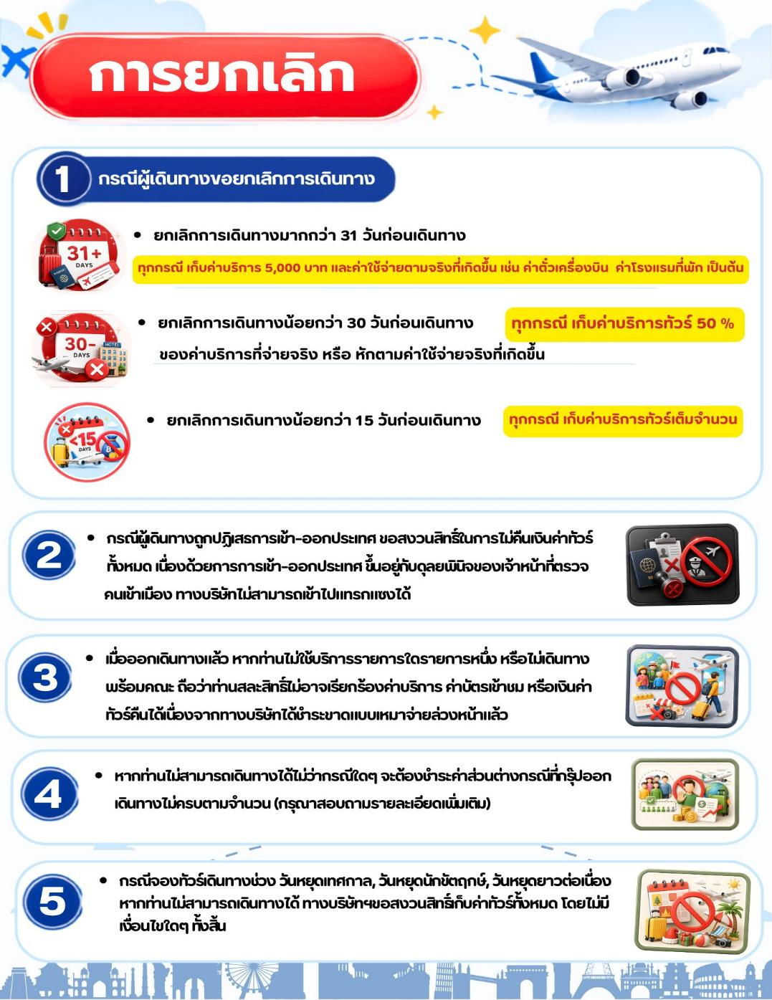 การยกเลิก
1 กรณีผู้เดินทางขอยกเลิกการเดินทาง
31+
DAYS
• ยกเลิกการเดินทางมากกว่า 31 วันก่อนเดินทาง
ทุกกรณี เก็บค่าบริการ 5,000 บาท และค่าใช้จ่ายตามจริงที่เกิดขึ้น เช่น ค่าตั๋วเครื่องบิน ค่าโรงแรมที่พัก เป็นต้น
30-
DAYS
HOTEL
• ยกเลิกการเดินทางน้อยกว่า 30 วันก่อนเดินทาง ทุกกรณี เก็บค่าบริการทัวร์ 50 %
ของค่าบริการที่จ่ายจริง หรือ หักตามค่าใช้จ่ายจริงที่เกิดขึ้น
<15
DAYS
• ยกเลิกการเดินทางน้อยกว่า 15 วันก่อนเดินทาง ทุกกรณี เก็บค่าบริการทัวร์เต็มจำนวน
2 • กรณีผู้เดินทางถูกปฏิเสธการเข้า-ออกประเทศ ขอสงวนสิทธิ์ในการไม่คืนเงินค่าทัวร์
ทั้งหมด เนื่องด้วยการการเข้า-ออกประเทศ ขึ้นอยู่กับดุลยพินิจของเจ้าหน้าที่ตรวจ
คนเข้าเมือง ทางบริษัทไม่สามารถเข้าไปแทรกแซงได้
3 • เมื่อออกเดินทางแล้ว หากท่านไม่ใช้บริการรายการใดรายการหนึ่ง หรือไม่เดินทาง
พร้อมคณะ ถือว่าท่านสละสิทธิ์ไม่อาจเรียกร้องค่าบริการ ค่าบัตรเข้าชม หรือเงินค่า
ทัวร์คืนได้เนื่องจากทางบริษัทได้ชำระขาดแบบเหมาจ่ายล่วงหน้าแล้ว
4 • หากท่านไม่สามารถเดินทางได้ไม่ว่ากรณีใดๆ จะต้องชำระค่าส่วนต่างกรณีที่กรุ๊ปออก
เดินทางไม่ครบตามจำนวน (กรุณาสอบถามรายละเอียดเพิ่มเติม)
5 • กรณีจองทัวร์เดินทางช่วง วันหยุดเทศกาล, วันหยุดนักขัตฤกษ์, วันหยุดยาวต่อเนื่อง
หากท่านไม่สามารถเดินทางได้ ทางบริษัทฯขอสงวนสิทธิ์เก็บค่าทัวร์ทั้งหมด โดยไม่มี
เงื่อนไขใดๆ ทั้งสิ้น